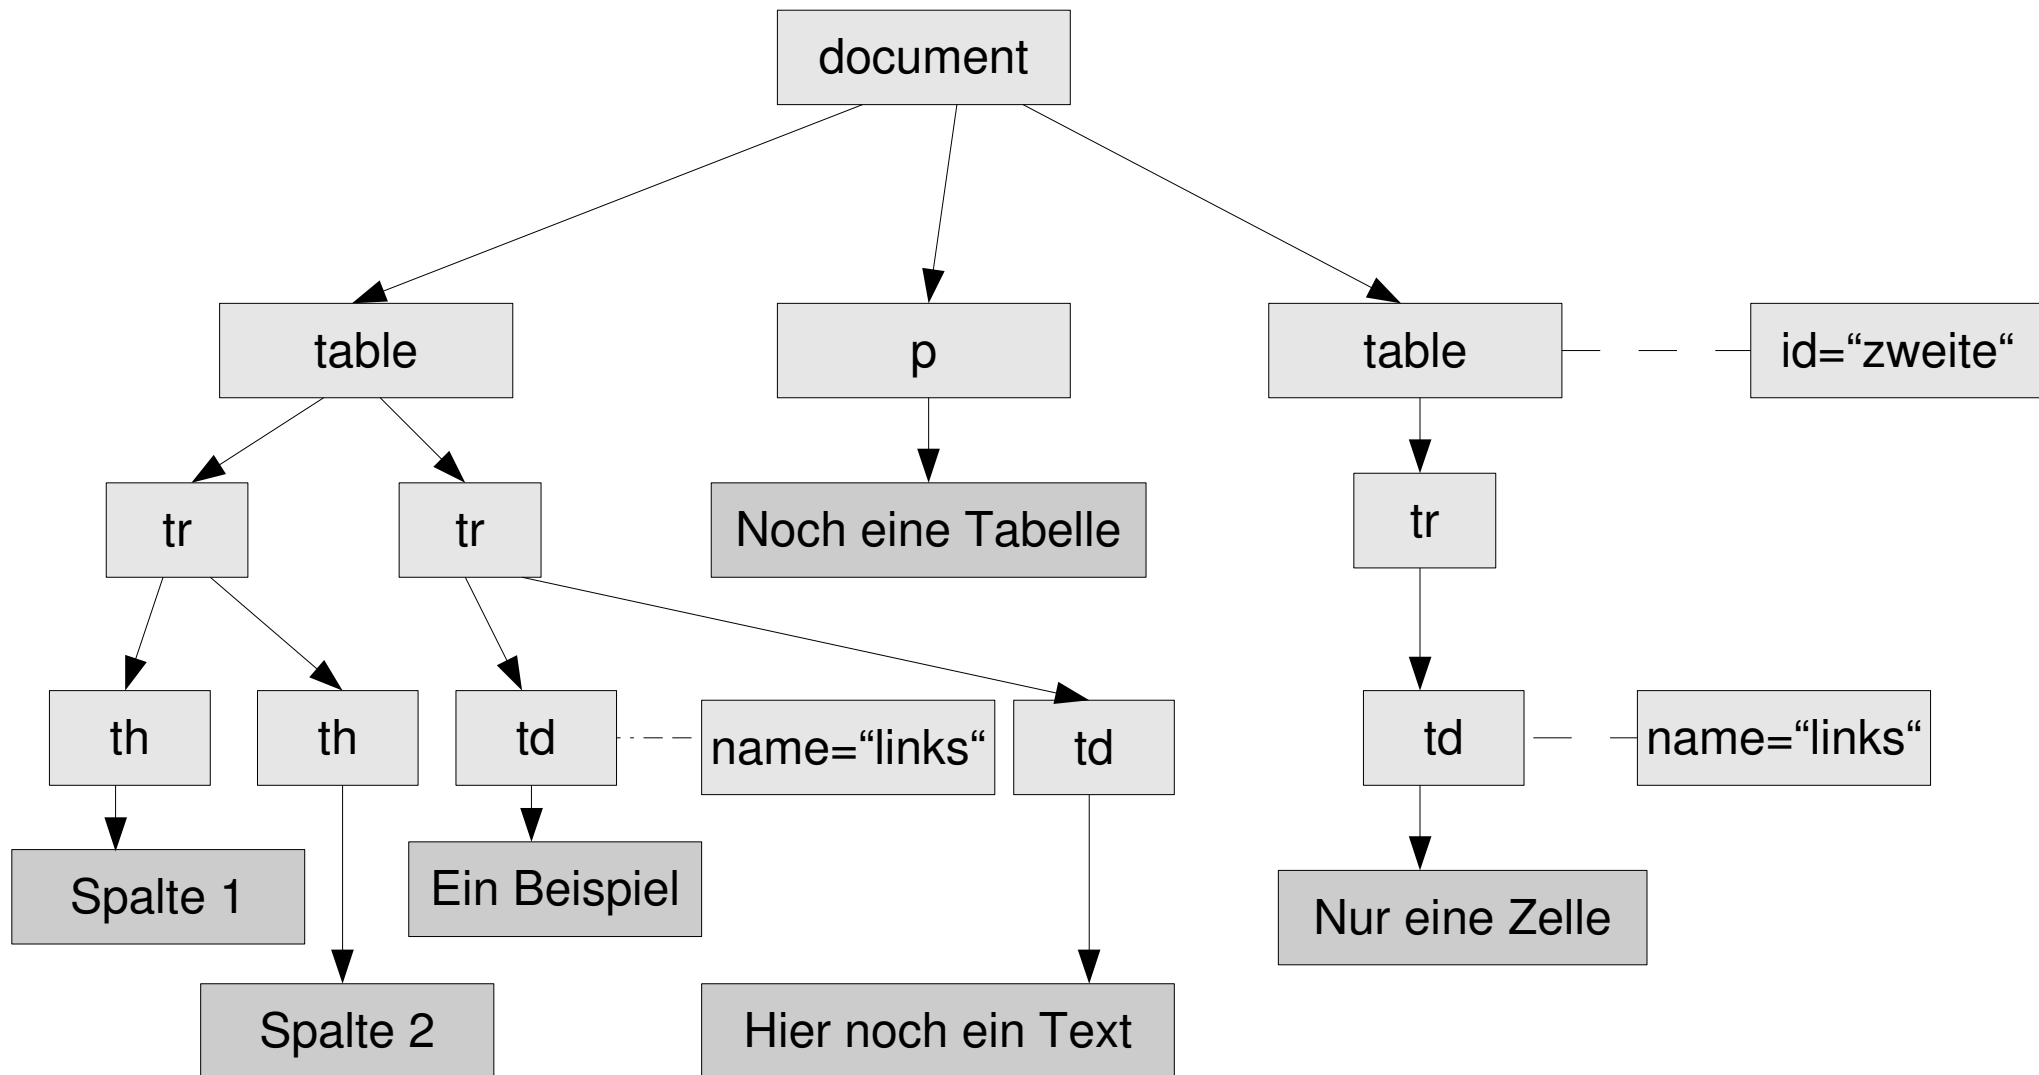 document
table
p
table
id=“zweite“
tr
tr
Noch eine Tabelle
tr
th
th
td
name=“links“
td
td
name=“links“
Spalte 1
Ein Beispiel
Nur eine Zelle
Spalte 2
Hier noch ein Text